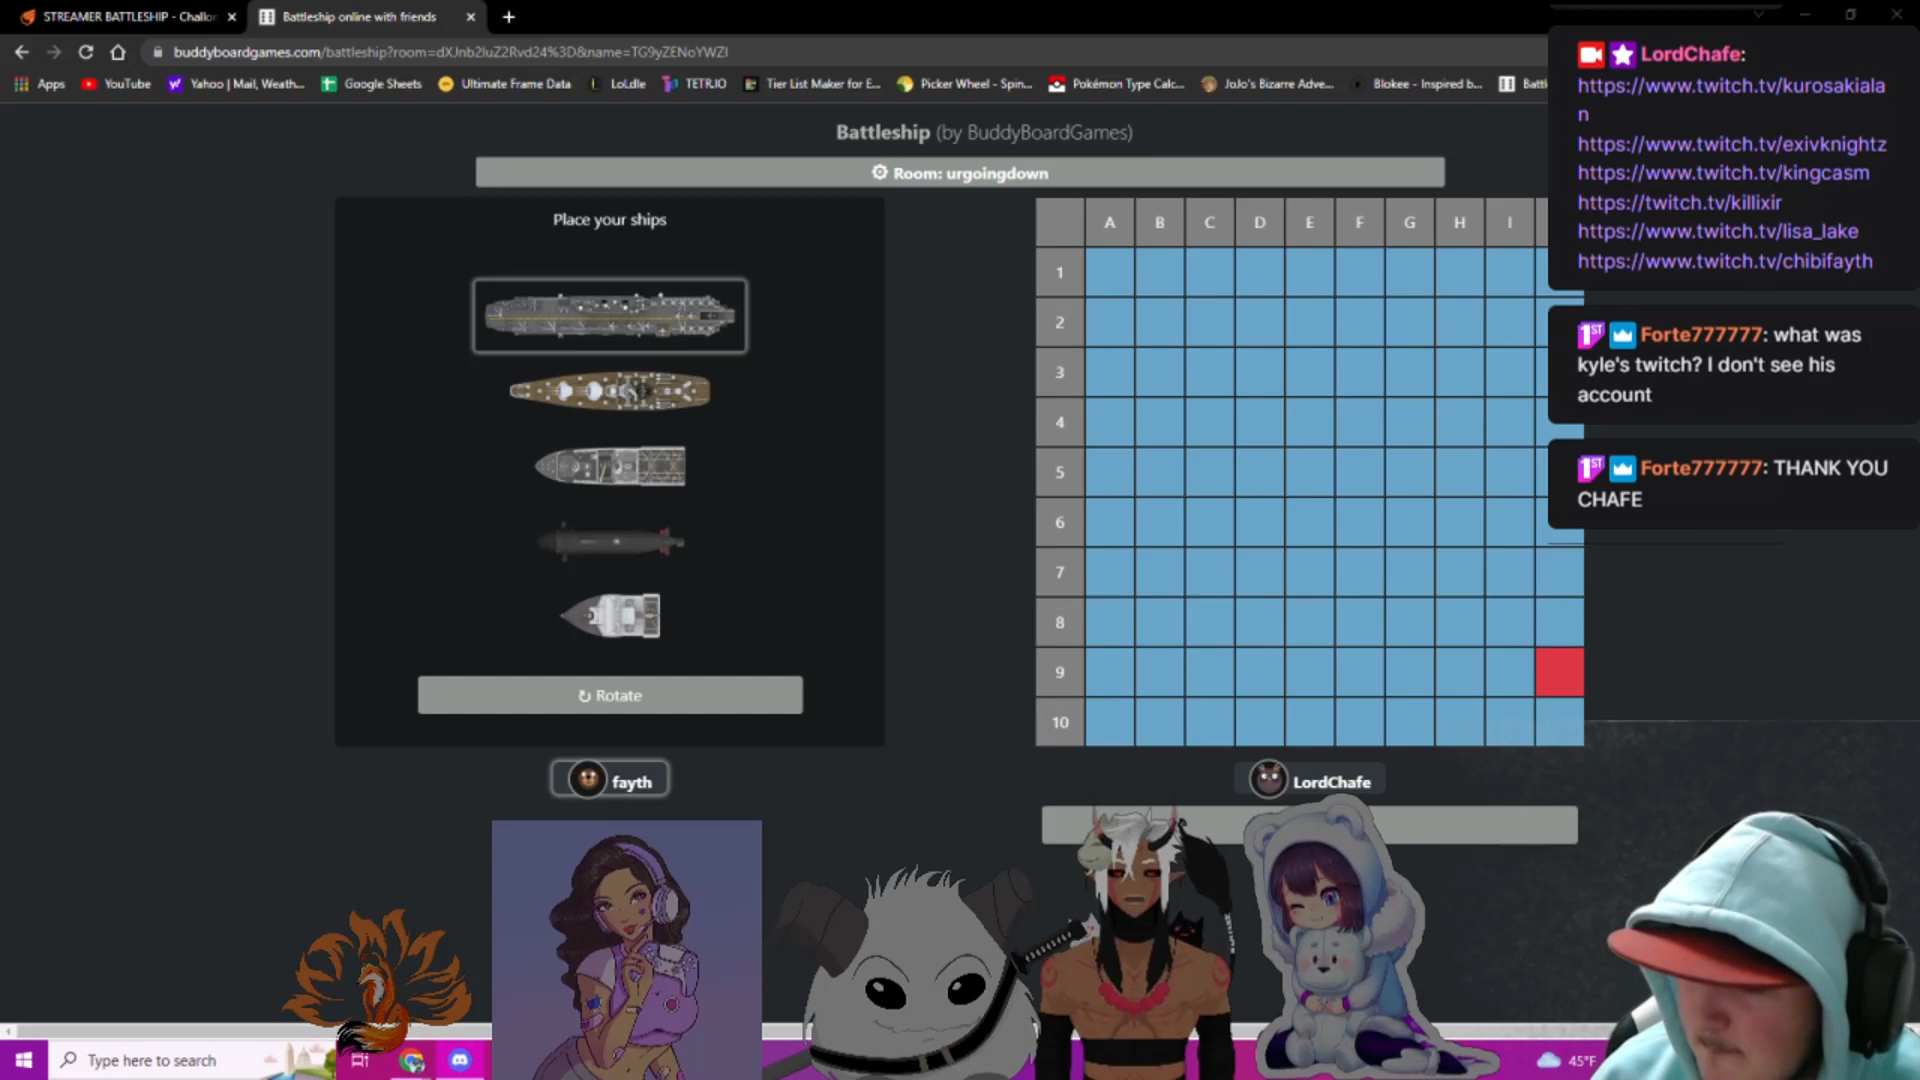 STREAMER BATTLESHIP - Challo
Battleship online with friends
buddyboardgames.com/battleship?room=dXJnb2luZ2Rvd24%3D&name=TG9yZENoYWZl
Apps
YouTube
Yahoo | Mail, Weath...
Google Sheets
Ultimate Frame Data
LoLdle
TETR.IO
Tier List Maker for E...
Picker Wheel - Spin...
Pokémon Type Calc...
JoJo's Bizarre Adve...
Blokee - Inspired b...
Battl
Battleship (by BuddyBoardGames)
Room: urgoingdown
Place your ships
Rotate
fayth
A B C D E F G H I
1
2
3
4
5
6
7
8
9
10
LordChafe
LordChafe:
https://www.twitch.tv/kurosakiala
n
https://www.twitch.tv/exivknightz
https://www.twitch.tv/kingcasm
https://twitch.tv/killixir
https://www.twitch.tv/lisa_lake
https://www.twitch.tv/chibifayth
1ST Forte777777: what was
kyle's twitch? I don't see his
account
1ST Forte777777: THANK YOU
CHAFE
Type here to search
45°F